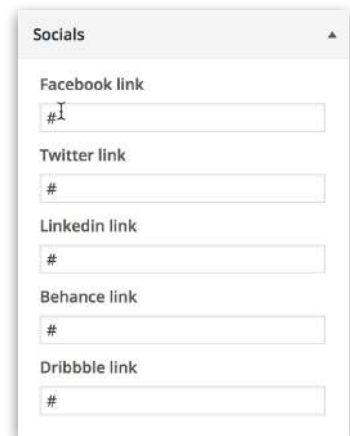 Socials
Facebook link
#
Twitter link
#
Linkedin link
#
Behance link
#
Dribbble link
#